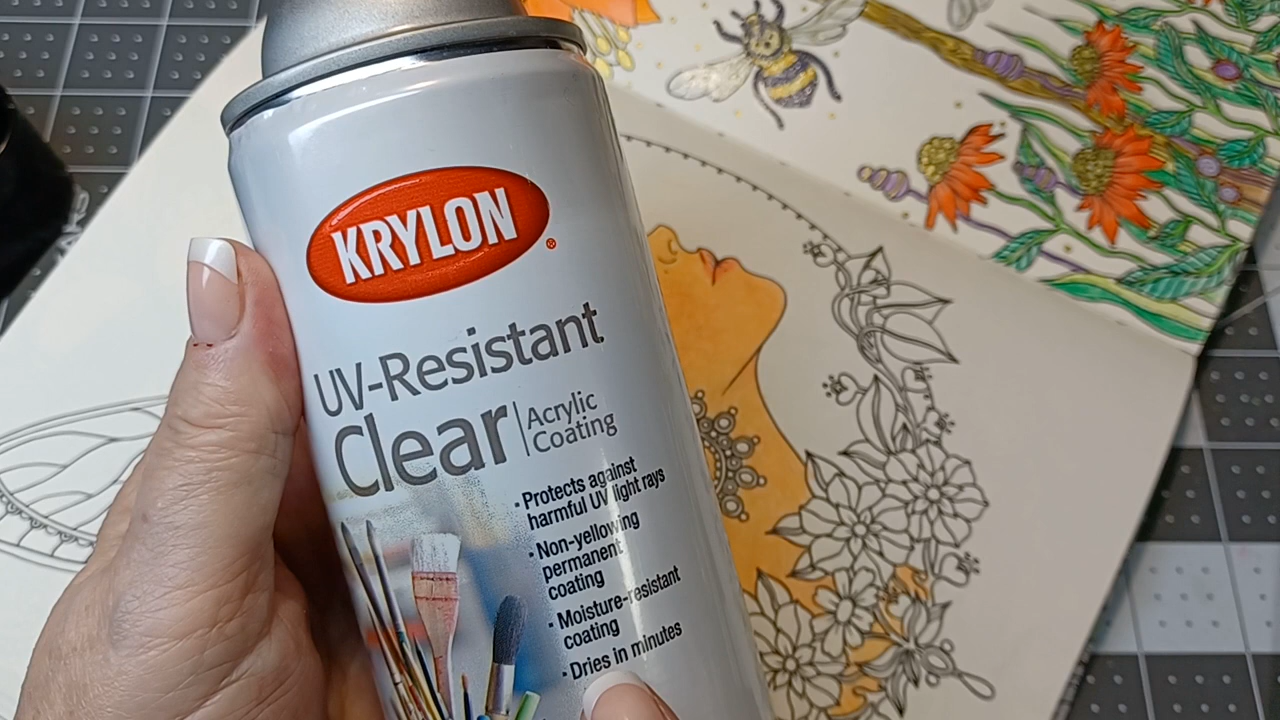 KRYLON®
UV-Resistant
Clear
Acrylic
Coating
· Protects against
harmful UV light rays
· Non-yellowing
permanent
coating
· Moisture-resistant
coating
· Dries in minutes